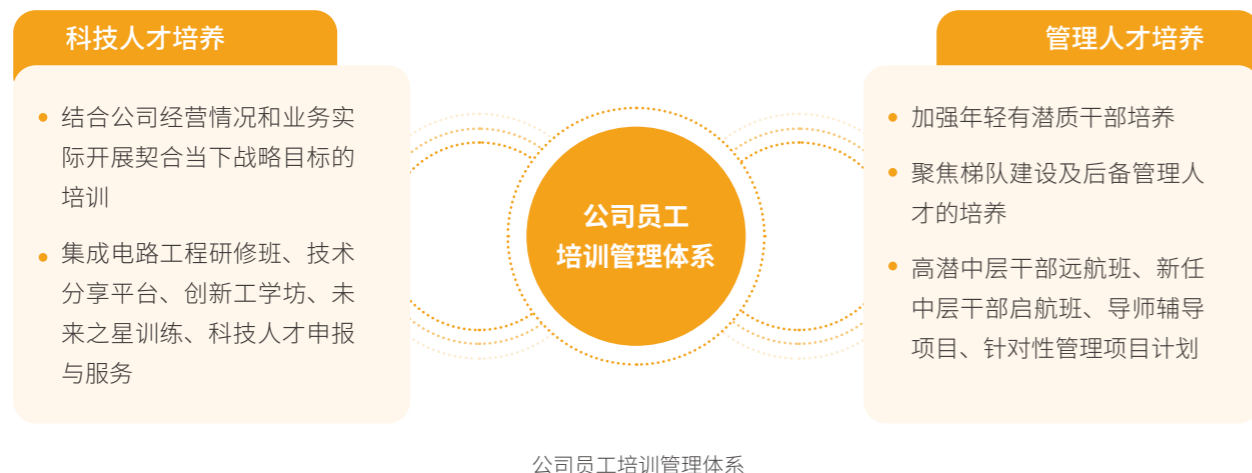 科技人才培养
结合公司经营情况和业务实
际开展契合当下战略目标的
培训
集成电路工程研修班、技术
分享平台、创新工学坊、未
来之星训练、科技人才申报
与服务
公司员工
培训管理体系
管理人才培养
加强年轻有潜质干部培养
聚焦梯队建设及后备管理人
才的培养
高潜中层干部远航班、新任
中层干部启航班、导师辅导
项目、针对性管理项目计划
公司员工培训管理体系